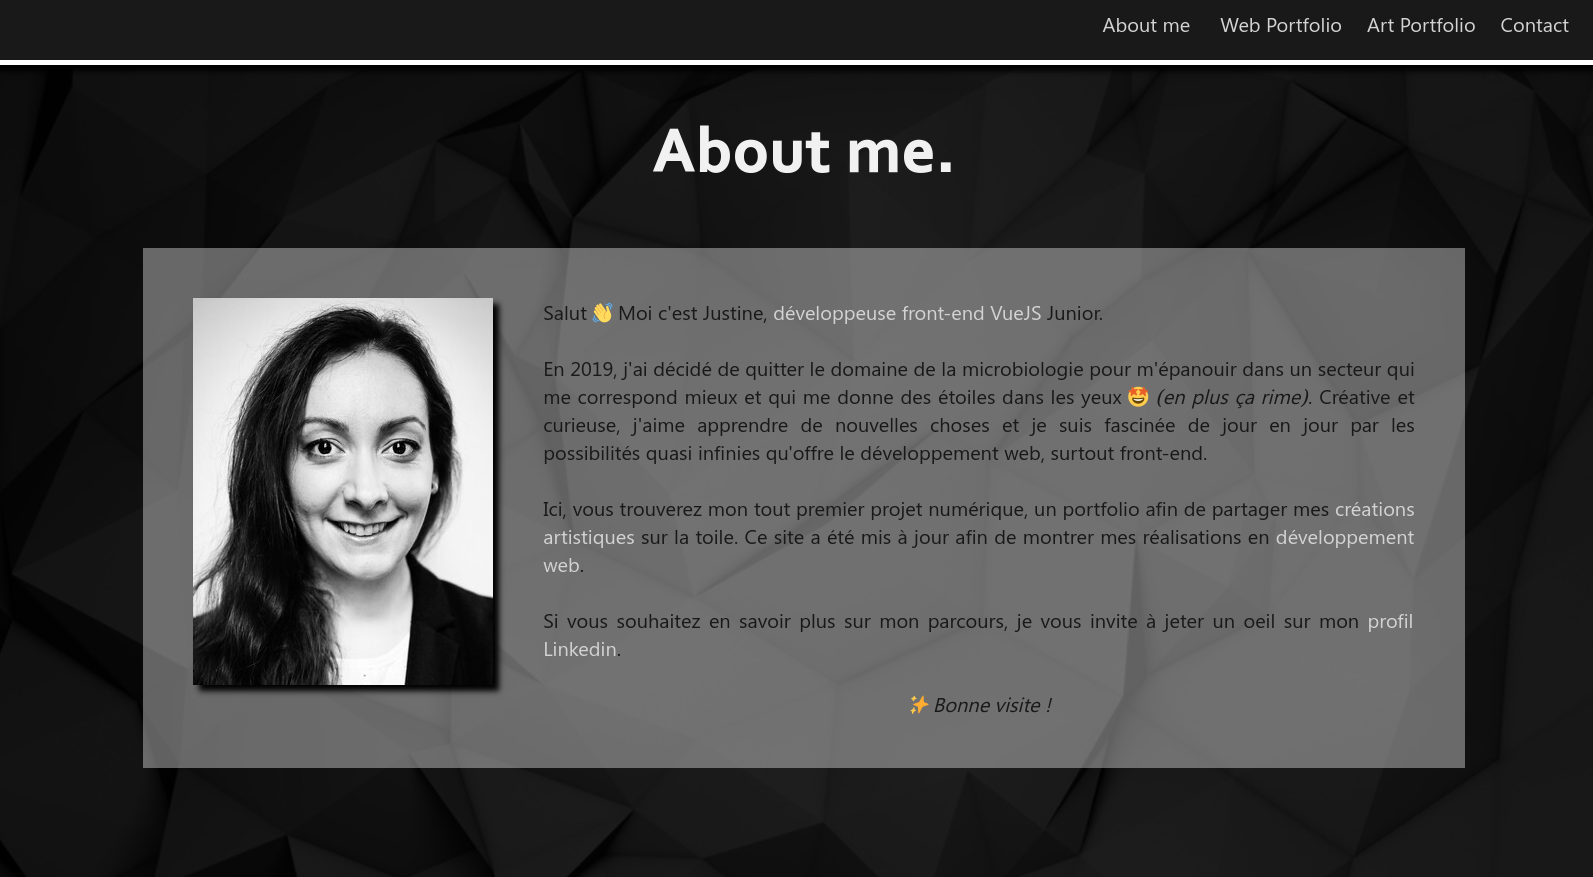 About me Web Portfolio Art Portfolio Contact
About me.
Salut 👋 Moi c'est Justine, développeuse front-end VueJS Junior.
En 2019, j'ai décidé de quitter le domaine de la microbiologie pour m'épanouir dans un secteur qui
me correspond mieux et qui me donne des étoiles dans les yeux 🤩 (en plus ça rime). Créative et
curieuse, j'aime apprendre de nouvelles choses et je suis fascinée de jour en jour par les
possibilités quasi infinies qu'offre le développement web, surtout front-end.
Ici, vous trouverez mon tout premier projet numérique, un portfolio afin de partager mes créations
artistiques sur la toile. Ce site a été mis à jour afin de montrer mes réalisations en développement
web.
Si vous souhaitez en savoir plus sur mon parcours, je vous invite à jeter un oeil sur mon profil
Linkedin.
✨ Bonne visite !